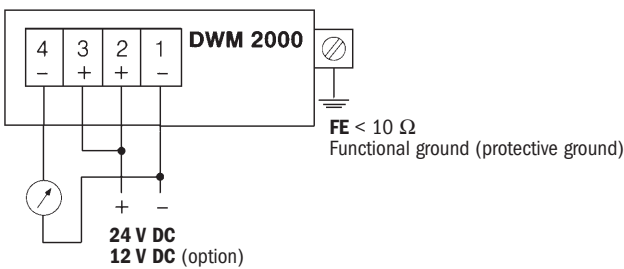 4 3 2 1 DWM 2000
– + + –
FE < 10 Ω
Functional ground (protective ground)
+ –
24 V DC
12 V DC (option)